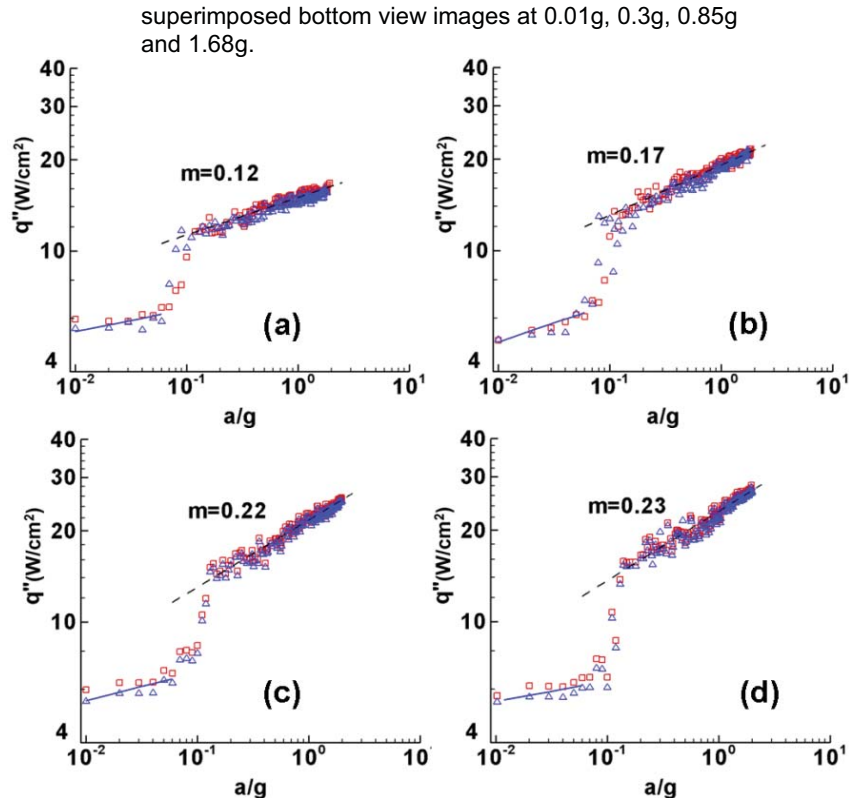 superimposed bottom view images at 0.01g, 0.3g, 0.85g
and 1.68g.
40
30
20
10
4
q"(W/cm²)
m=0.12
(a)
10⁻² 10⁻¹ 10⁰ 10¹
a/g
40
30
20
10
4
q"(W/cm²)
m=0.17
(b)
10⁻² 10⁻¹ 10⁰ 10¹
a/g
40
30
20
10
4
q"(W/cm²)
m=0.22
(c)
10⁻² 10⁻¹ 10⁰ 10¹
a/g
40
30
20
10
4
q"(W/cm²)
m=0.23
(d)
10⁻² 10⁻¹ 10⁰ 10¹
a/g